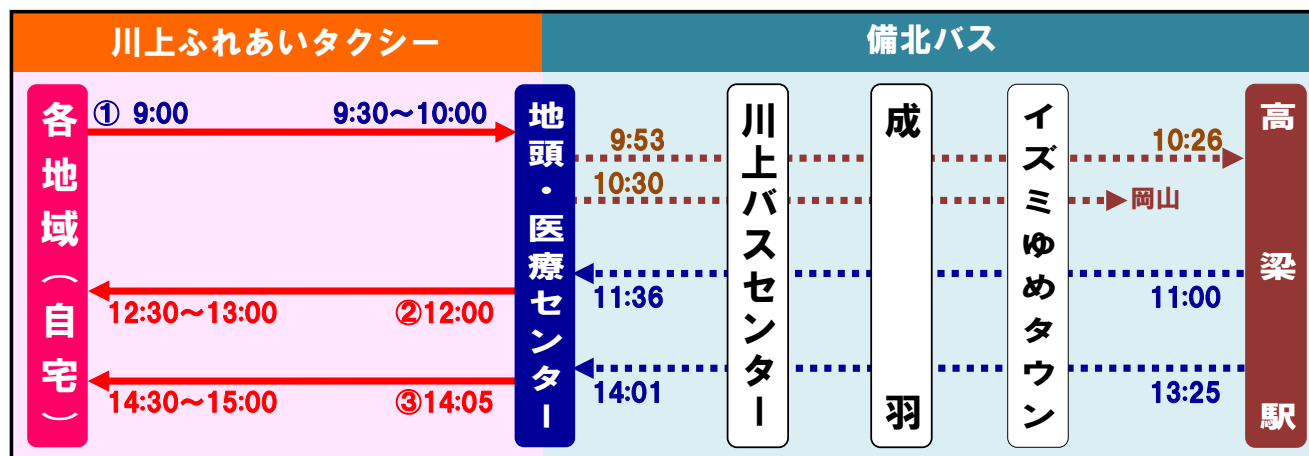 川上ふれあいタクシー
備北バス
各地域(自宅)
① 9:00
9:30～10:00
地頭・医療センター
9:53
10:26
10:30
岡山
川上バスセンター
成羽
イズミゆめタウン
高梁駅
12:30～13:00
②12:00
11:36
11:00
14:30～15:00
③14:05
14:01
13:25